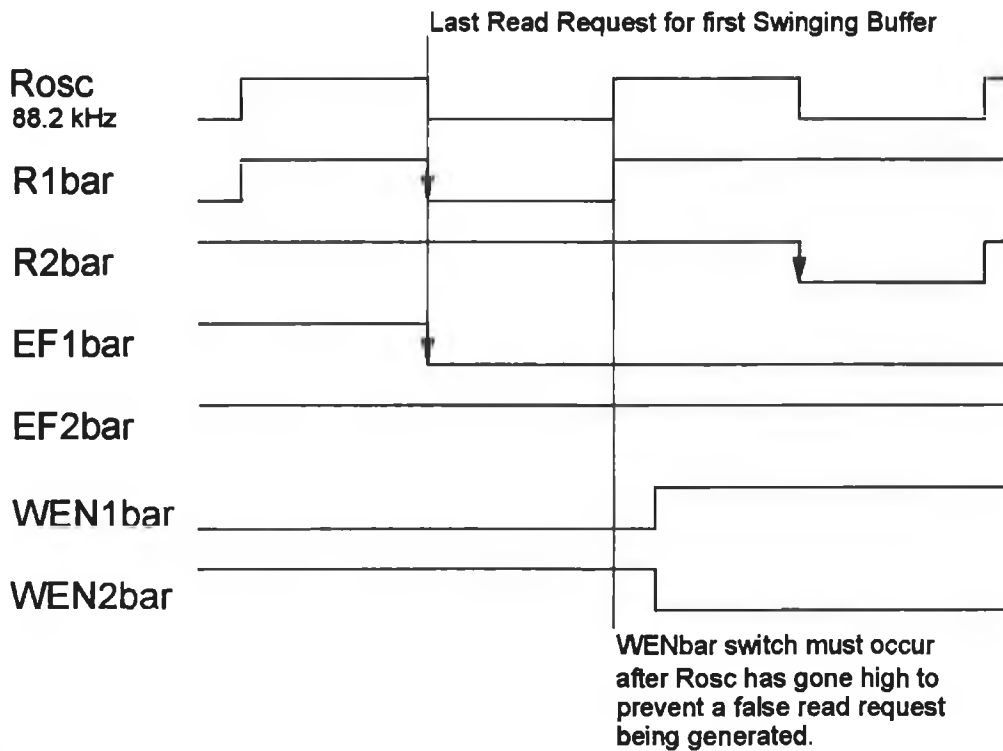 Last Read Request for first Swinging Buffer
Rosc
88.2 kHz
R1bar
R2bar
EF1bar
EF2bar
WEN1bar
WEN2bar
WENbar switch must occur
after Rosc has gone high to
prevent a false read request
being generated.